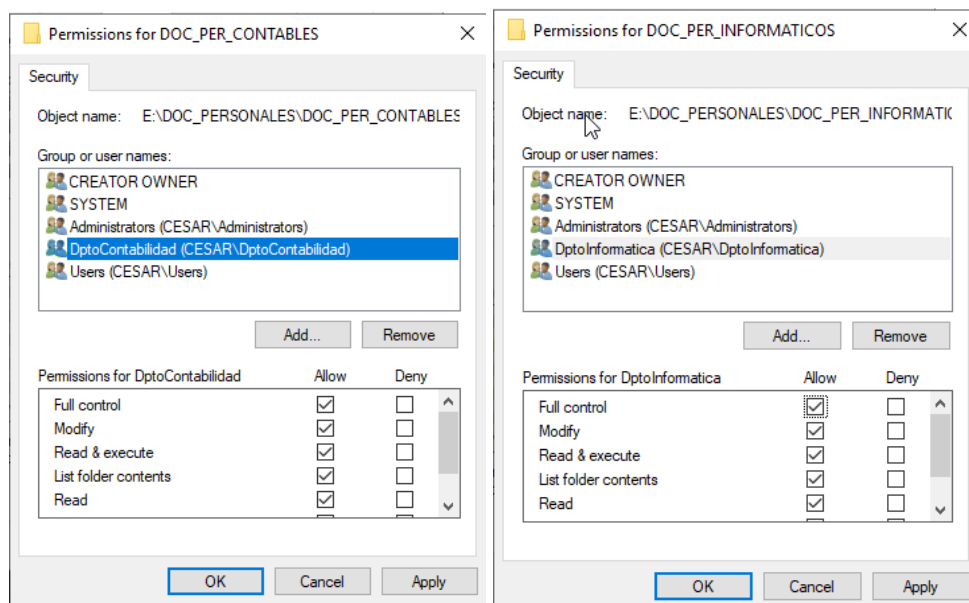 Permissions for DOC_PER_CONTABLES
Security
Object name: E:\DOC_PERSONALES\DOC_PER_CONTABLES
Group or user names:
CREATOR OWNER
SYSTEM
Administrators (CESAR\Administrators)
DptoContabilidad (CESAR\DptoContabilidad)
Users (CESAR\Users)
Add... Remove
Permissions for DptoContabilidad Allow Deny
Full control
Modify
Read & execute
List folder contents
Read
OK Cancel Apply
Permissions for DOC_PER_INFORMATICOS
Security
Object name: E:\DOC_PERSONALES\DOC_PER_INFORMATIC
Group or user names:
CREATOR OWNER
SYSTEM
Administrators (CESAR\Administrators)
DptoInformatica (CESAR\DptoInformatica)
Users (CESAR\Users)
Add... Remove
Permissions for DptoInformatica Allow Deny
Full control
Modify
Read & execute
List folder contents
Read
OK Cancel Apply